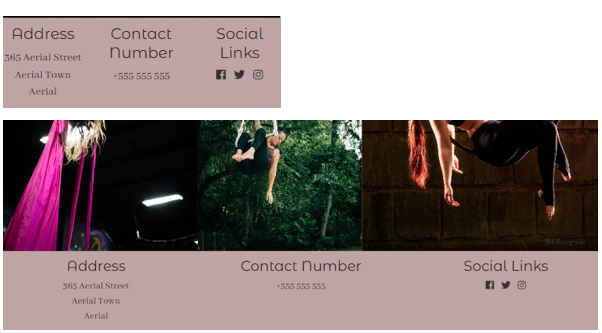 Address
365 Aerial Street
Aerial Town
Aerial
Contact
Number
+555 555 555
Social
Links
Address
365 Aerial Street
Aerial Town
Aerial
Contact Number
+555 555 555
Social Links